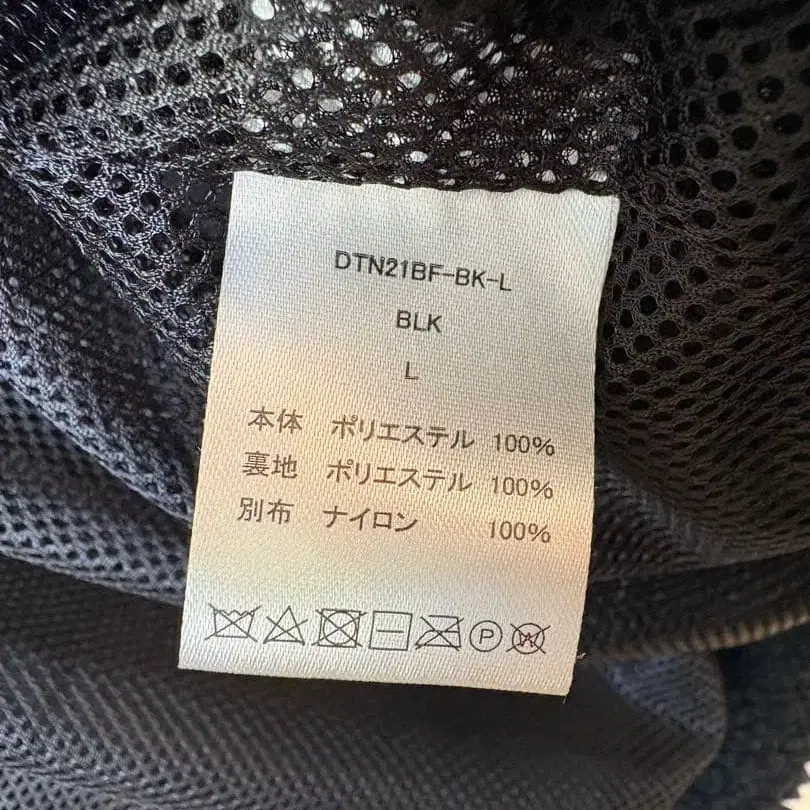 DTN21BF-BK-L
BLK
L
本体 ポリエステル 100%
裏地 ポリエステル 100%
別布 ナイロン 100%
P W